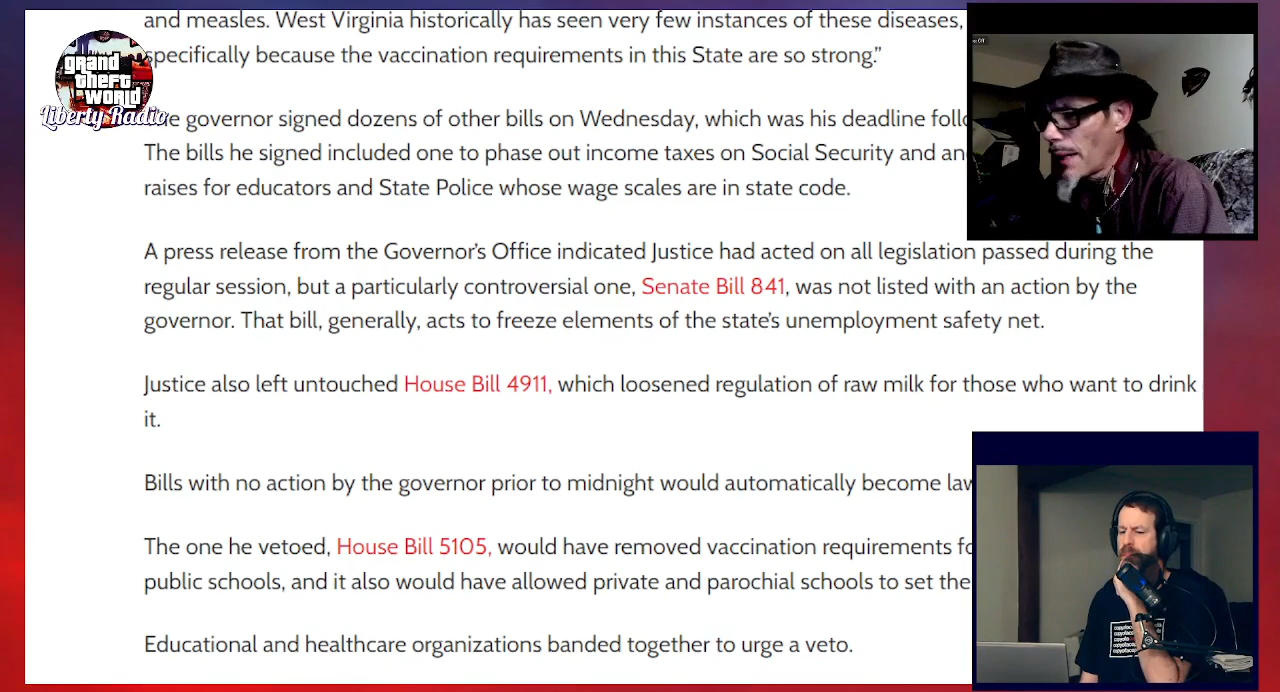 and measles. West Virginia historically has seen very few instances of these diseases,
specifically because the vaccination requirements in this State are so strong.”
grand
theft
world
Liberty Radio
governor signed dozens of other bills on Wednesday, which was his deadline
The bills he signed included one to phase out income taxes on Social Security and
raises for educators and State Police whose wage scales are in state code.
A press release from the Governor’s Office indicated Justice had acted on all legislation passed during the
regular session, but a particularly controversial one, Senate Bill 841, was not listed with an action by the
governor. That bill, generally, acts to freeze elements of the state’s unemployment safety net.
Justice also left untouched House Bill 4911, which loosened regulation of raw milk for those who want to drink
it.
Bills with no action by the governor prior to midnight would automatically become
The one he vetoed, House Bill 5105, would have removed vaccination requirements
public schools, and it also would have allowed private and parochial schools to set
Educational and healthcare organizations banded together to urge a veto.